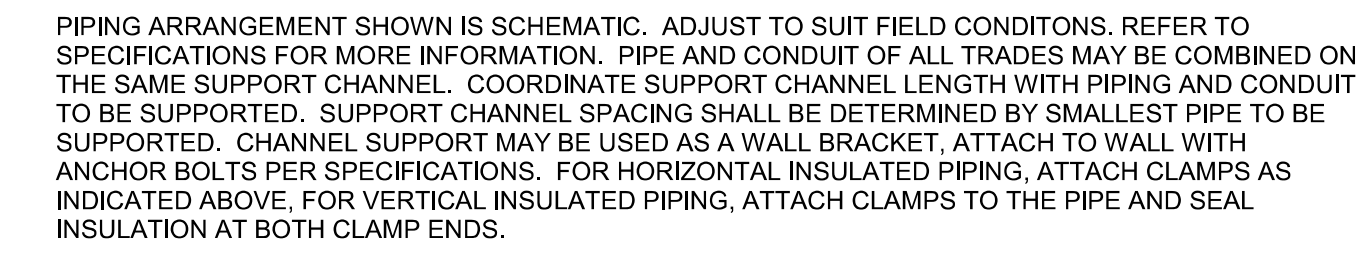 PIPING ARRANGEMENT SHOWN IS SCHEMATIC.  ADJUST TO SUIT FIELD CONDITONS. REFER TO
SPECIFICATIONS FOR MORE INFORMATION.  PIPE AND CONDUIT OF ALL TRADES MAY BE COMBINED ON
THE SAME SUPPORT CHANNEL.  COORDINATE SUPPORT CHANNEL LENGTH WITH PIPING AND CONDUIT
TO BE SUPPORTED.  SUPPORT CHANNEL SPACING SHALL BE DETERMINED BY SMALLEST PIPE TO BE
SUPPORTED.  CHANNEL SUPPORT MAY BE USED AS A WALL BRACKET, ATTACH TO WALL WITH
ANCHOR BOLTS PER SPECIFICATIONS.  FOR HORIZONTAL INSULATED PIPING, ATTACH CLAMPS AS
INDICATED ABOVE, FOR VERTICAL INSULATED PIPING, ATTACH CLAMPS TO THE PIPE AND SEAL
INSULATION AT BOTH CLAMP ENDS.